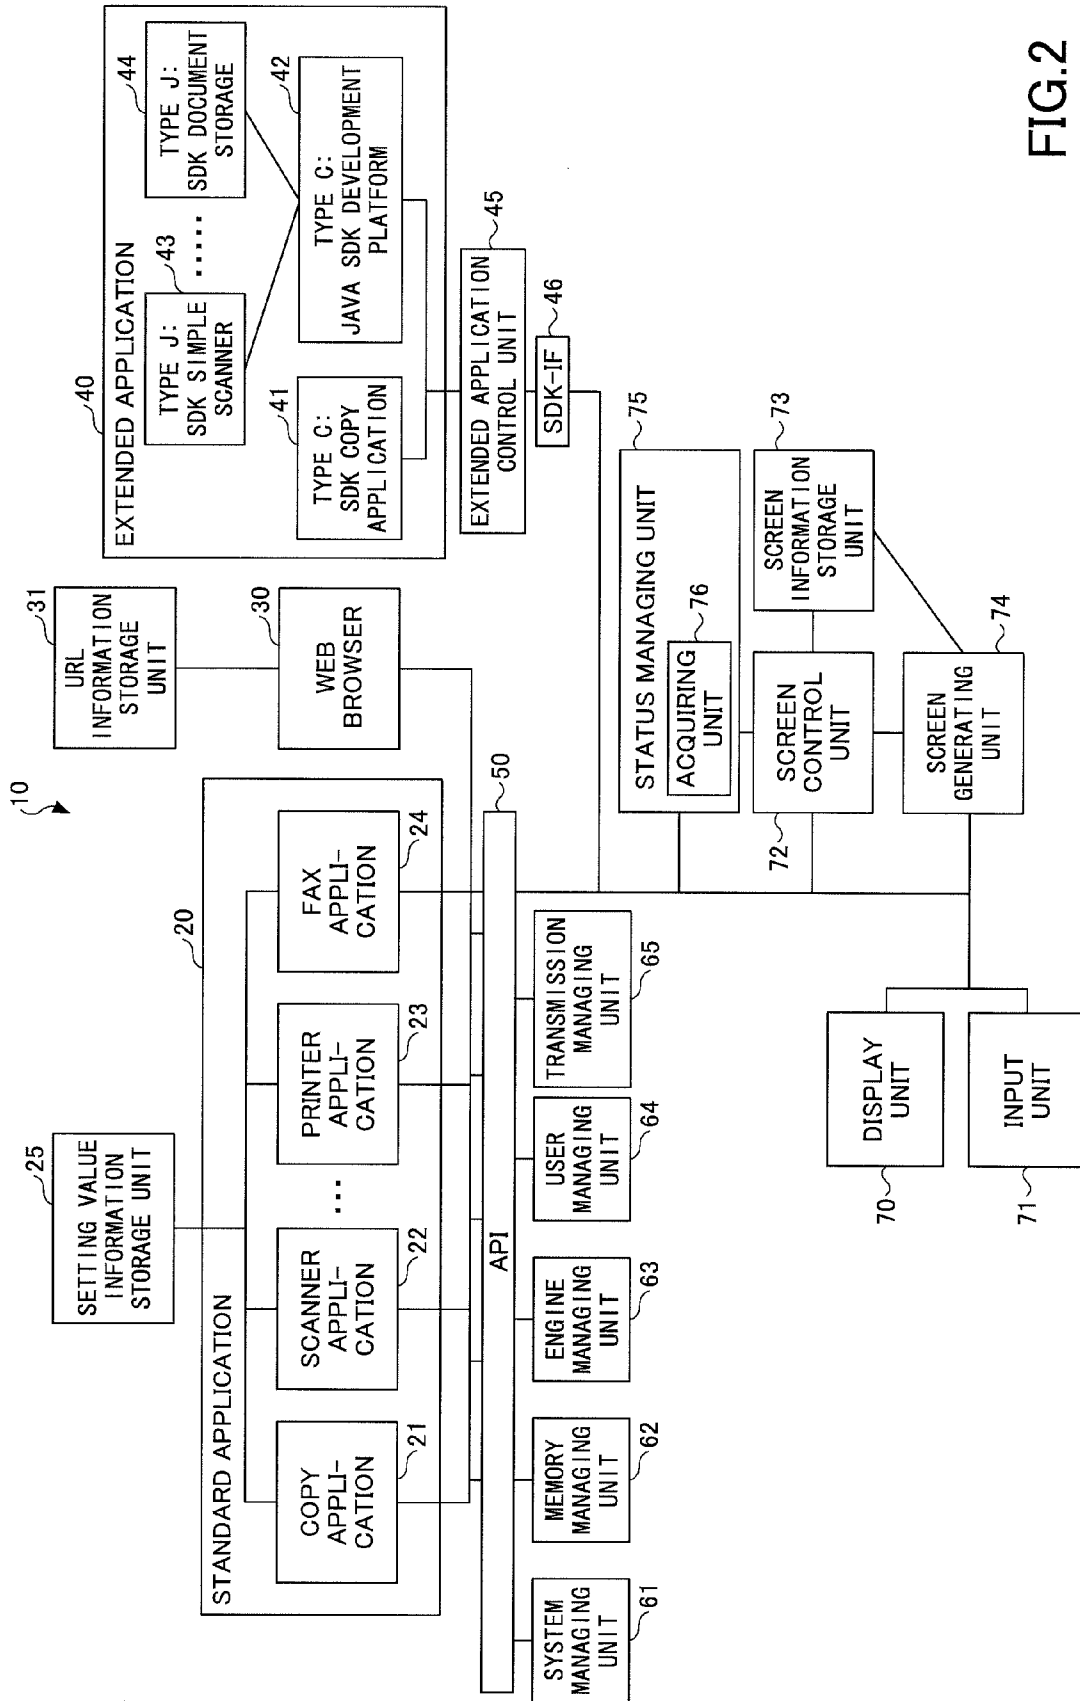 10
SETTING VALUE
INFORMATION
STORAGE UNIT
25
URL
INFORMATION
STORAGE
UNIT
31
STANDARD APPLICATION
20
COPY
APPLI-
CATION
21
SCANNER
APPLI-
CATION
22
...
PRINTER
APPLI-
CATION
23
FAX
APPLI-
CATION
24
WEB
BROWSER
30
EXTENDED APPLICATION
40
TYPE J:
SDK SIMPLE
SCANNER
43
.....
TYPE J:
SDK DOCUMENT
STORAGE
44
TYPE C:
SDK COPY
APPLICATION
41
TYPE C:
JAVA SDK DEVELOPMENT
PLATFORM
42
EXTENDED APPLICATION
CONTROL UNIT
45
SDK-IF
46
API
50
SYSTEM
MANAGING
UNIT
61
MEMORY
MANAGING
UNIT
62
ENGINE
MANAGING
UNIT
63
USER
MANAGING
UNIT
64
TRANSMISSION
MANAGING
UNIT
65
STATUS MANAGING UNIT
75
ACQUIRING
UNIT
76
SCREEN
CONTROL
UNIT
72
SCREEN
INFORMATION
STORAGE
UNIT
73
SCREEN
GENERATING
UNIT
74
DISPLAY
UNIT
70
INPUT
UNIT
71
FIG.2